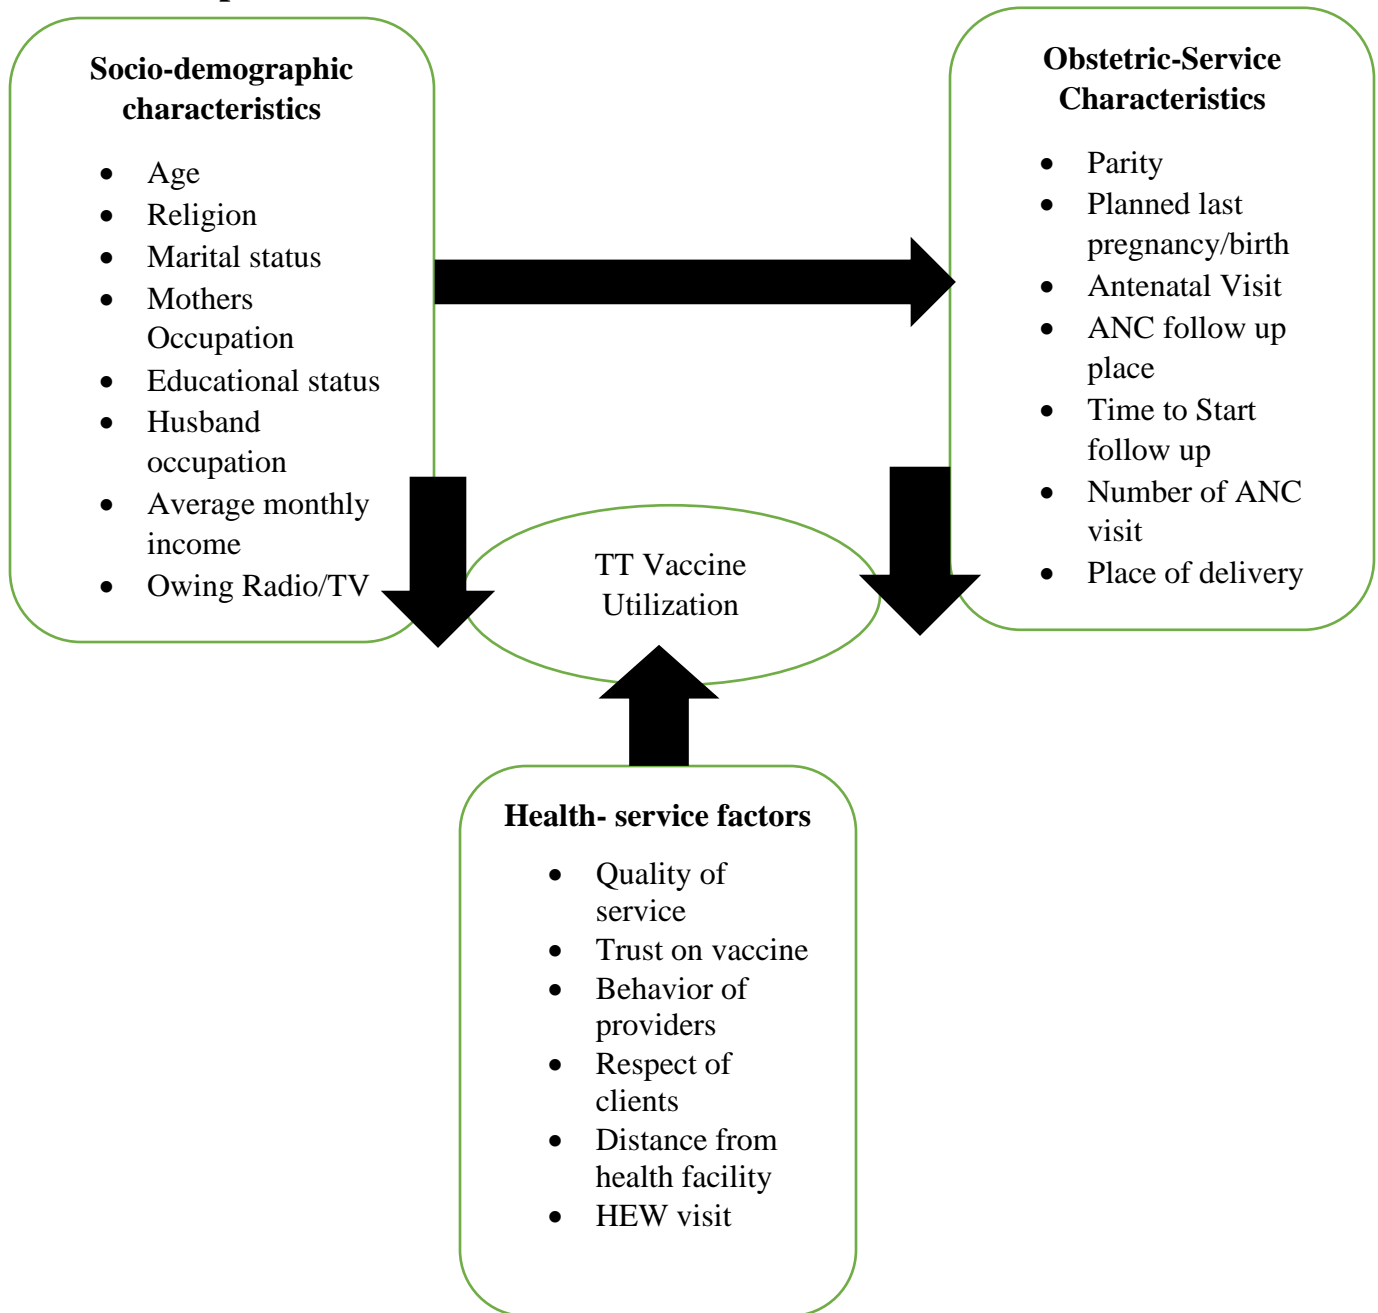 Socio-demographic
characteristics
• Age
• Religion
• Marital status
• Mothers
Occupation
• Educational status
• Husband
occupation
• Average monthly
income
• Owing Radio/TV
Obstetric-Service
Characteristics
• Parity
• Planned last
pregnancy/birth
• Antenatal Visit
• ANC follow up
place
• Time to Start
follow up
• Number of ANC
visit
• Place of delivery
TT Vaccine
Utilization
Health- service factors
• Quality of
service
• Trust on vaccine
• Behavior of
providers
• Respect of
clients
• Distance from
health facility
• HEW visit